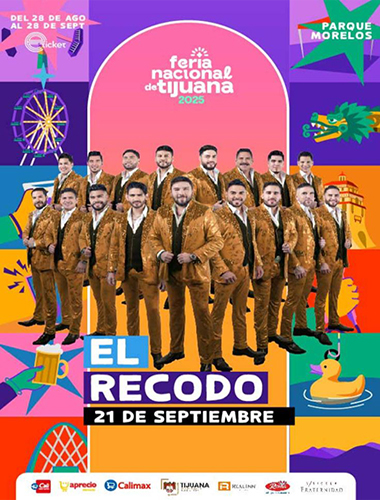 DEL 28 DE AGO
AL 28 DE SEPT
eticket
PARQUE
MORELOS
feria
nacional
de tijuana
2025
EL
RECODO
21 DE SEPTIEMBRE
aprecio
Calimax
TIJUANA
FRATERNIDAD